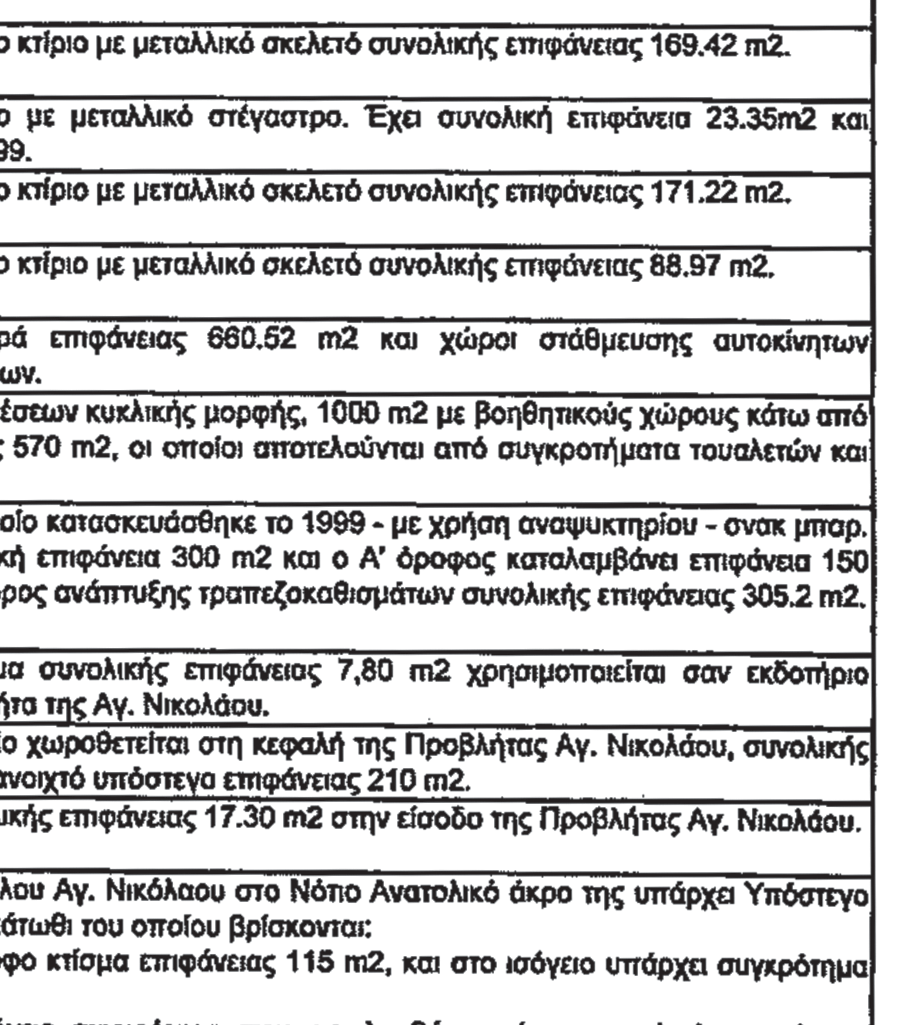 ο κτίριο με μεταλλικό σκελετό συνολικής επιφάνειας 169.42 m2.
ο με μεταλλικό στέγαστρο. Έχει συνολική επιφάνεια 23.35m2 και
99.
ο κτίριο με μεταλλικό σκελετό συνολικής επιφάνειας 171.22 m2.
ο κτίριο με μεταλλικό σκελετό συνολικής επιφάνειας 88.97 m2.
ρά επιφάνειας 660.52 m2 και χώροι στάθμευσης αυτοκίνητων
ων.
έσεων κυκλικής μορφής, 1000 m2 με βοηθητικούς χώρους κάτω από
ς 570 m2, οι οποίοι αποτελούνται από συγκροτήματα τουαλετών και
οίο κατασκευάσθηκε το 1999 - με χρήση αναψυκτηρίου - σνακ μπαρ.
κή επιφάνεια 300 m2 και ο Α' όροφος καταλαμβάνει επιφάνεια 150
ρος ανάπτυξης τραπεζοκαθισμάτων συνολικής επιφάνειας 305.2 m2.
μα συνολικής επιφάνειας 7,80 m2 χρησιμοποιείται σαν εκδοτήριο
ήτα της Αγ. Νικολάου.
ίο χωροθετείται στη κεφαλή της Προβλήτας Αγ. Νικολάου, συνολικής
ανοιχτό υπόστεγο επιφάνειας 210 m2.
ικής επιφάνειας 17.30 m2 στην είσοδο της Προβλήτας Αγ. Νικολάου.
λου Αγ. Νικόλαου στο Νότιο Ανατολικό άκρο της υπάρχει Υπόστεγο
άτωθι του οποίου βρίσκονται:
φο κτίσμα επιφάνειας 115 m2, και στο ισόγειο υπάρχει συγκρότημα